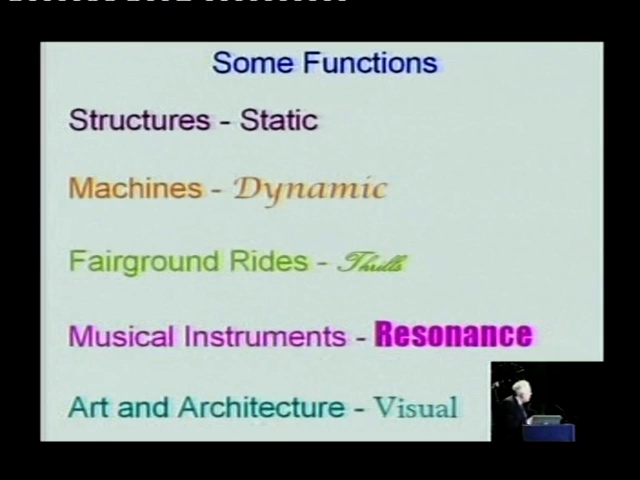 Some Functions
Structures - Static
Machines - Dynamic
Fairground Rides - Thrills
Musical Instruments - Resonance
Art and Architecture - Visual